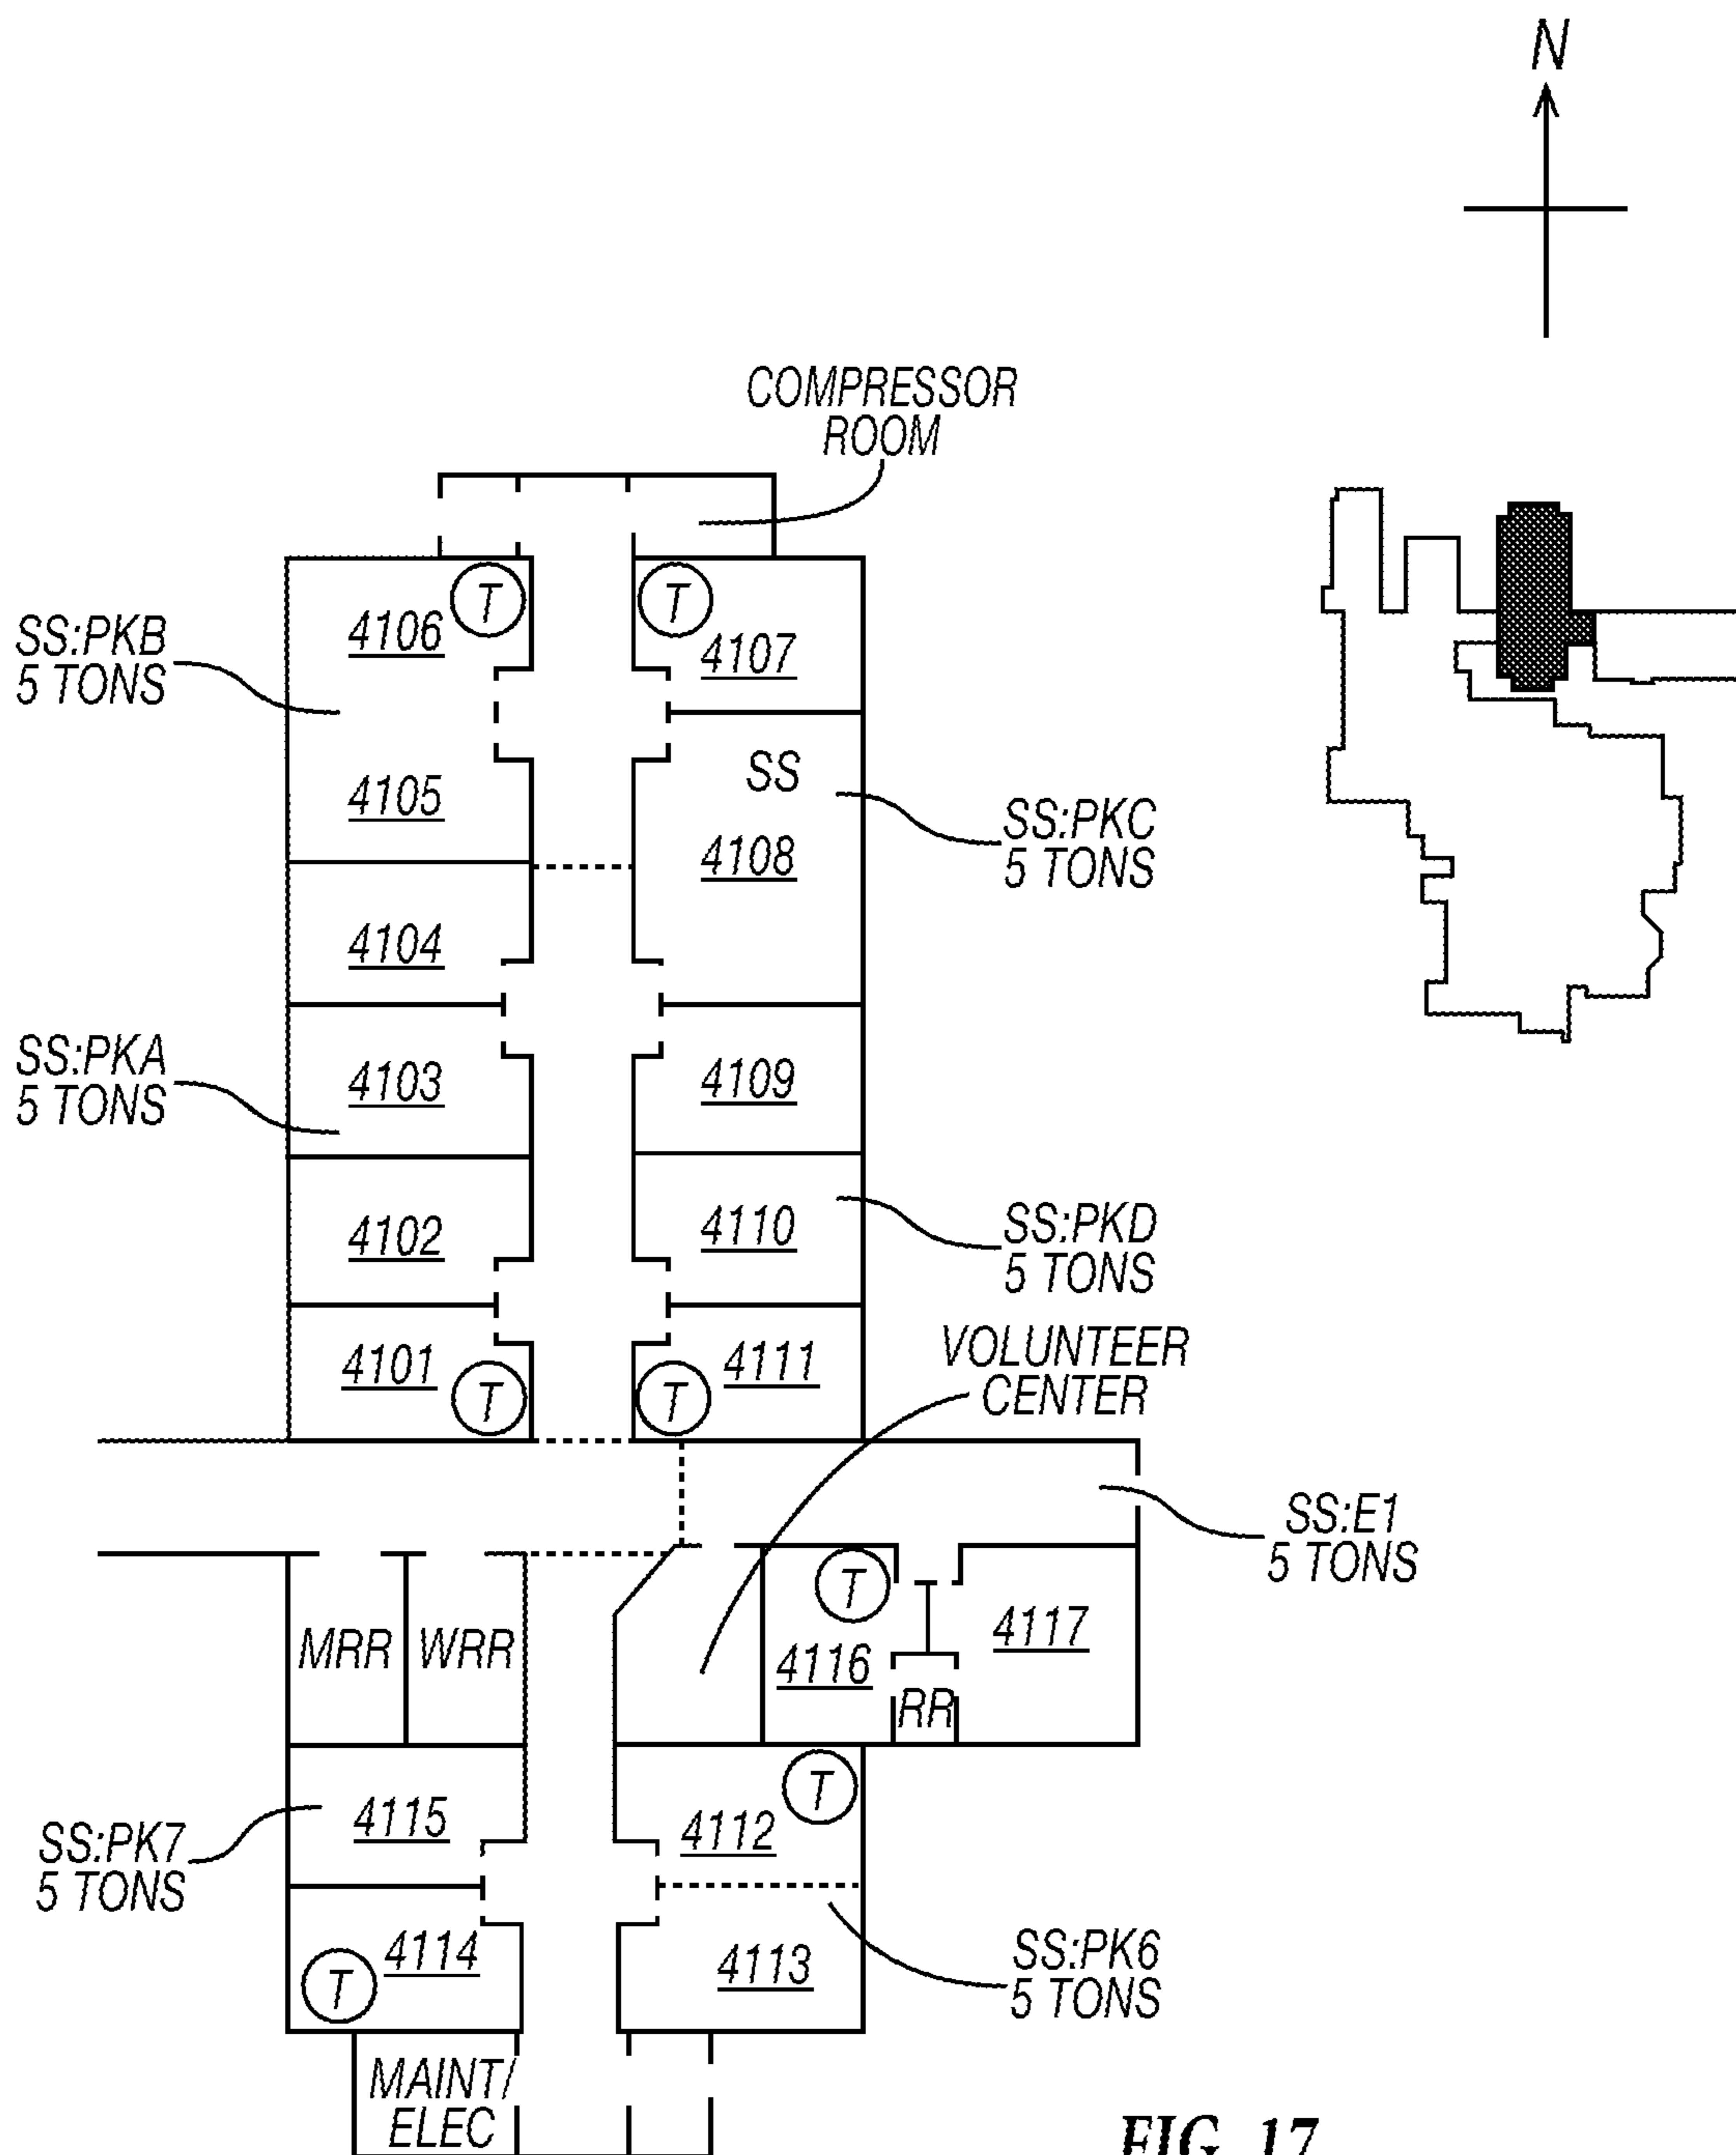 N
COMPRESSOR
ROOM
T
T
4106
4107
SS:PKB
5 TONS
SS
4105
SS:PKC
5 TONS
4108
4104
SS:PKA
5 TONS
4103
4109
4102
4110
SS:PKD
5 TONS
4101
T
T
4111
VOLUNTEER
CENTER
SS:E1
5 TONS
T
MRR
WRR
4116
4117
RR
T
SS:PK7
5 TONS
4115
4112
4114
T
4113
SS:PK6
5 TONS
MAINT/
ELEC
FIG. 17